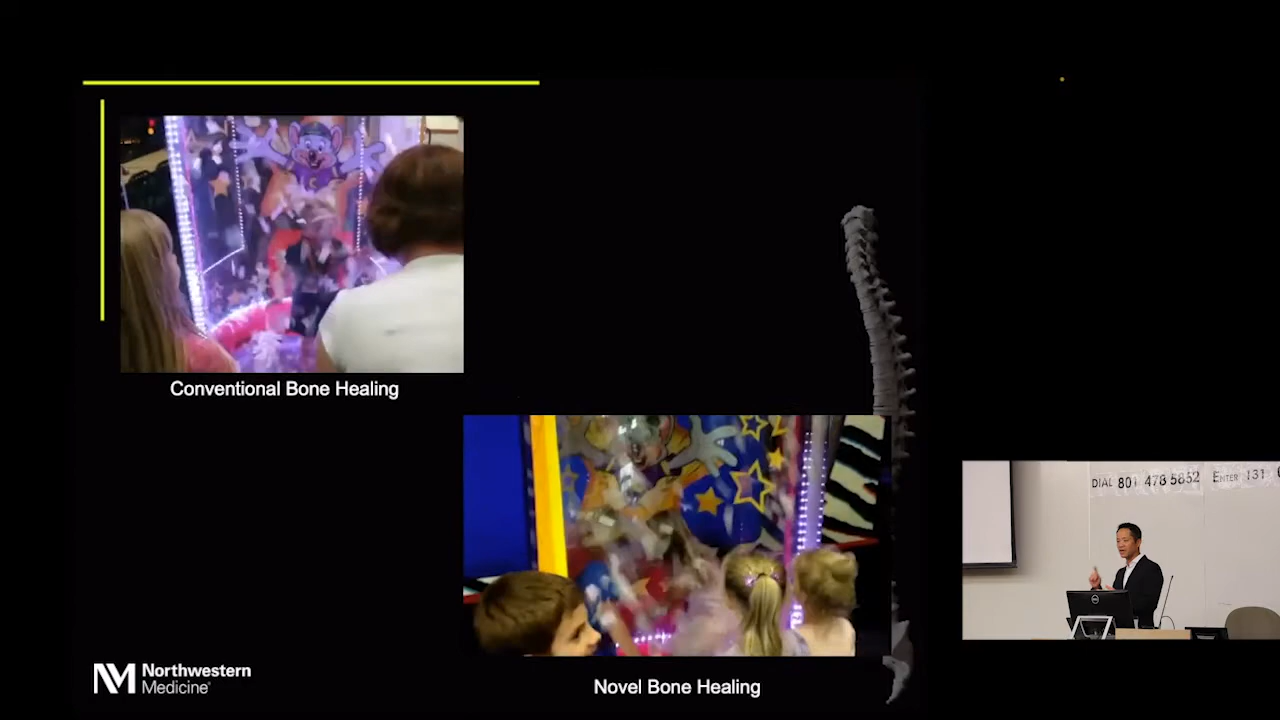 Conventional Bone Healing
Novel Bone Healing
Northwestern
Medicine
DIAL 801 478 5852 ENTER 131